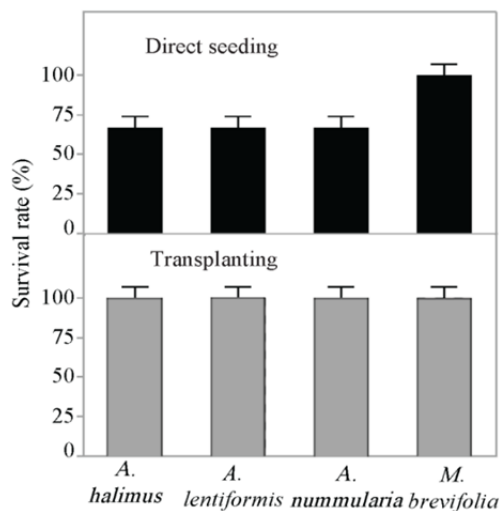 Survival rate (%)
Direct seeding
100
75
50
25
0
Transplanting
100
75
50
25
0
A. halimus
A. lentiformis
A. nummularia
M. brevifolia